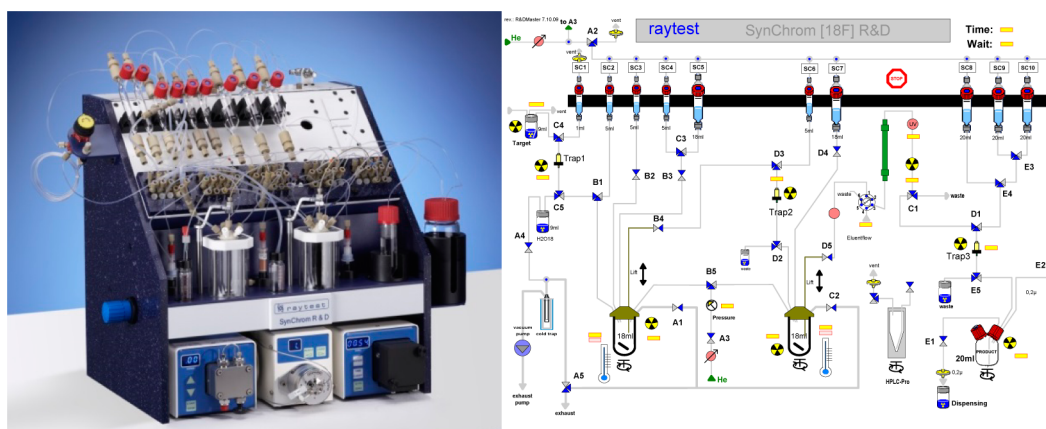 raytest
SynChrom R & D
rev.: R&DMaster 7.10.09
to A3
He
A2
vent
raytest
SynChrom [18F] R&D
Time:
Wait:
vent
SC1
SC2
SC3
SC4
SC5
SC6
SC7
STOP
SC8
SC9
SC10
vent
9ml
Target
C4
1ml
5ml
5ml
5ml
18ml
5ml
18ml
UV
20ml
20ml
20ml
C3
D3
D4
E3
Trap1
B1
B2
B3
C5
Trap2
waste
C1
waste
E4
9ml
H2O18
A4
B4
Eluentflow
D1
D2
D5
Trap3
Lift
B5
Lift
vent
E5
E2
waste
0,2µ
Pressure
A1
C2
vacuum
pump
cold trap
18ml
A3
18ml
E1
PRODUCT
20ml
A5
He
HPLC-Pro
0,2µ
exhaust
pump
exhaust
Dispensing